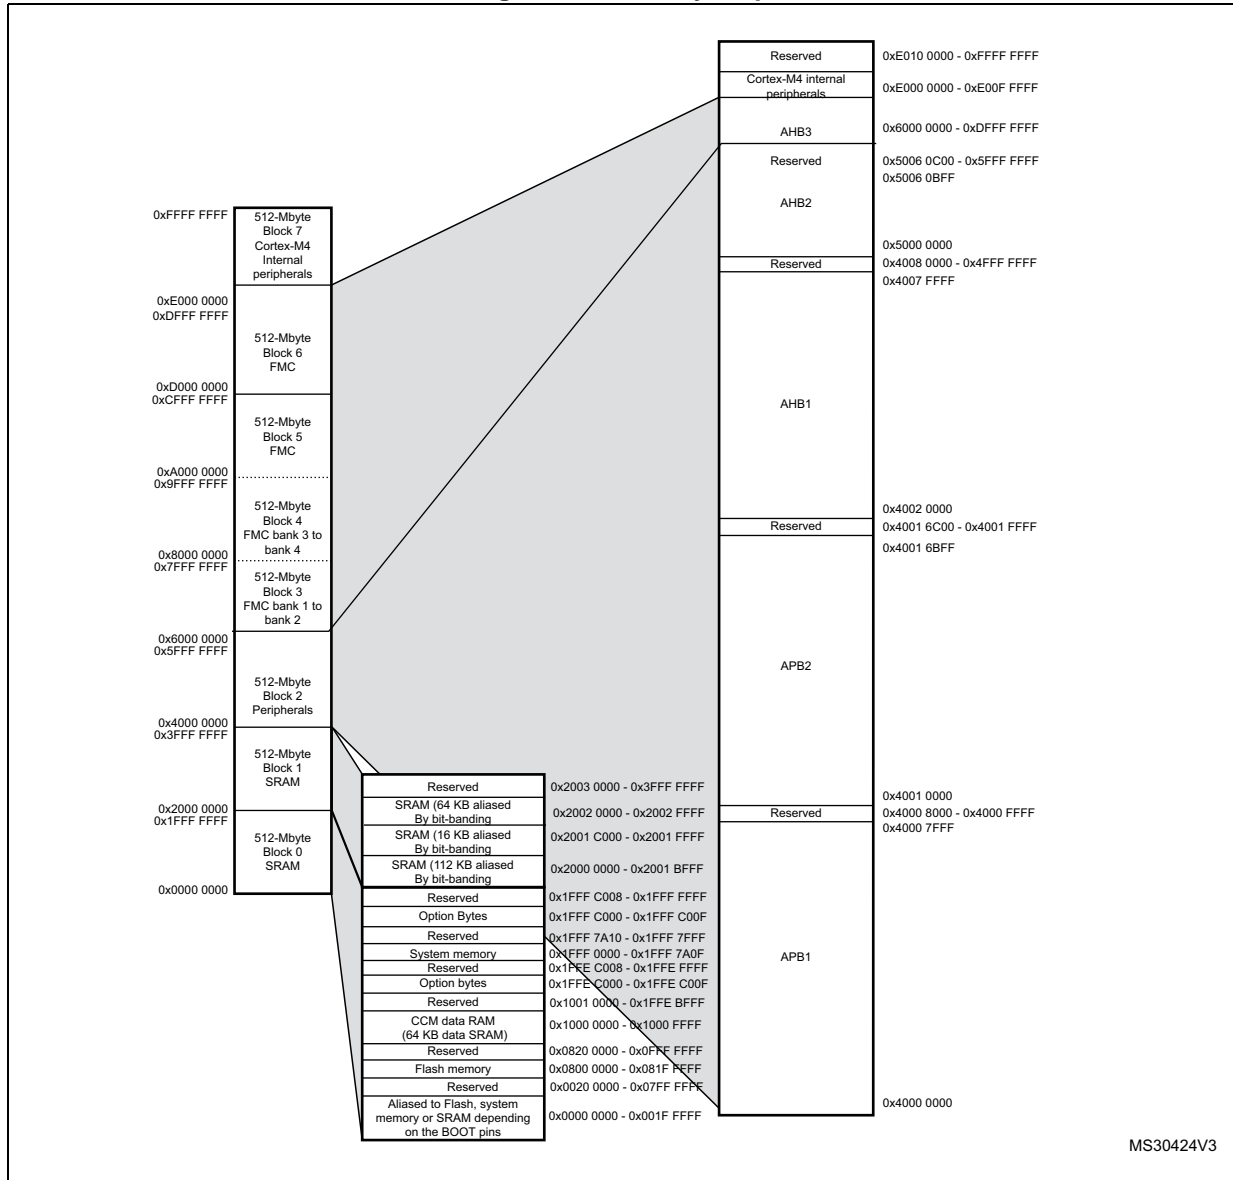 0xFFFF FFFF
512-Mbyte
Block 7
Cortex-M4
Internal
peripherals
0xE000 0000
0xDFFF FFFF
512-Mbyte
Block 6
FMC
0xD000 0000
0xCFFF FFFF
512-Mbyte
Block 5
FMC
0xA000 0000
0x9FFF FFFF
512-Mbyte
Block 4
FMC bank 3 to
bank 4
0x8000 0000
0x7FFF FFFF
512-Mbyte
Block 3
FMC bank 1 to
bank 2
0x6000 0000
0x5FFF FFFF
512-Mbyte
Block 2
Peripherals
0x4000 0000
0x3FFF FFFF
512-Mbyte
Block 1
SRAM
0x2000 0000
0x1FFF FFFF
512-Mbyte
Block 0
SRAM
0x0000 0000
Reserved 0x2003 0000 - 0x3FFF FFFF
SRAM (64 KB aliased
By bit-banding 0x2002 0000 - 0x2002 FFFF
SRAM (16 KB aliased
By bit-banding 0x2001 C000 - 0x2001 FFFF
SRAM (112 KB aliased
By bit-banding 0x2000 0000 - 0x2001 BFFF
Reserved 0x1FFF C008 - 0x1FFF FFFF
Option Bytes 0x1FFF C000 - 0x1FFF C00F
Reserved 0x1FFF 7A10 - 0x1FFF 7FFF
System memory 0x1FFF 0000 - 0x1FFF 7A0F
Reserved 0x1FFE C008 - 0x1FFE FFFF
Option bytes 0x1FFE C000 - 0x1FFE C00F
Reserved 0x1001 0000 - 0x1FFE BFFF
CCM data RAM
(64 KB data SRAM) 0x1000 0000 - 0x1000 FFFF
Reserved 0x0820 0000 - 0x0FFF FFFF
Flash memory 0x0800 0000 - 0x081F FFFF
Reserved 0x0020 0000 - 0x07FF FFFF
Aliased to Flash, system
memory or SRAM depending
on the BOOT pins
0x0000 0000 - 0x001F FFFF
Reserved 0xE010 0000 - 0xFFFF FFFF
Cortex-M4 internal
peripherals 0xE000 0000 - 0xE00F FFFF
AHB3 0x6000 0000 - 0xDFFF FFFF
Reserved 0x5006 0C00 - 0x5FFF FFFF
0x5006 0BFF
AHB2
0x5000 0000
Reserved 0x4008 0000 - 0x4FFF FFFF
0x4007 FFFF
AHB1
0x4002 0000
Reserved 0x4001 6C00 - 0x4001 FFFF
0x4001 6BFF
APB2
0x4001 0000
Reserved 0x4000 8000 - 0x4000 FFFF
0x4000 7FFF
APB1
0x4000 0000
MS30424V3